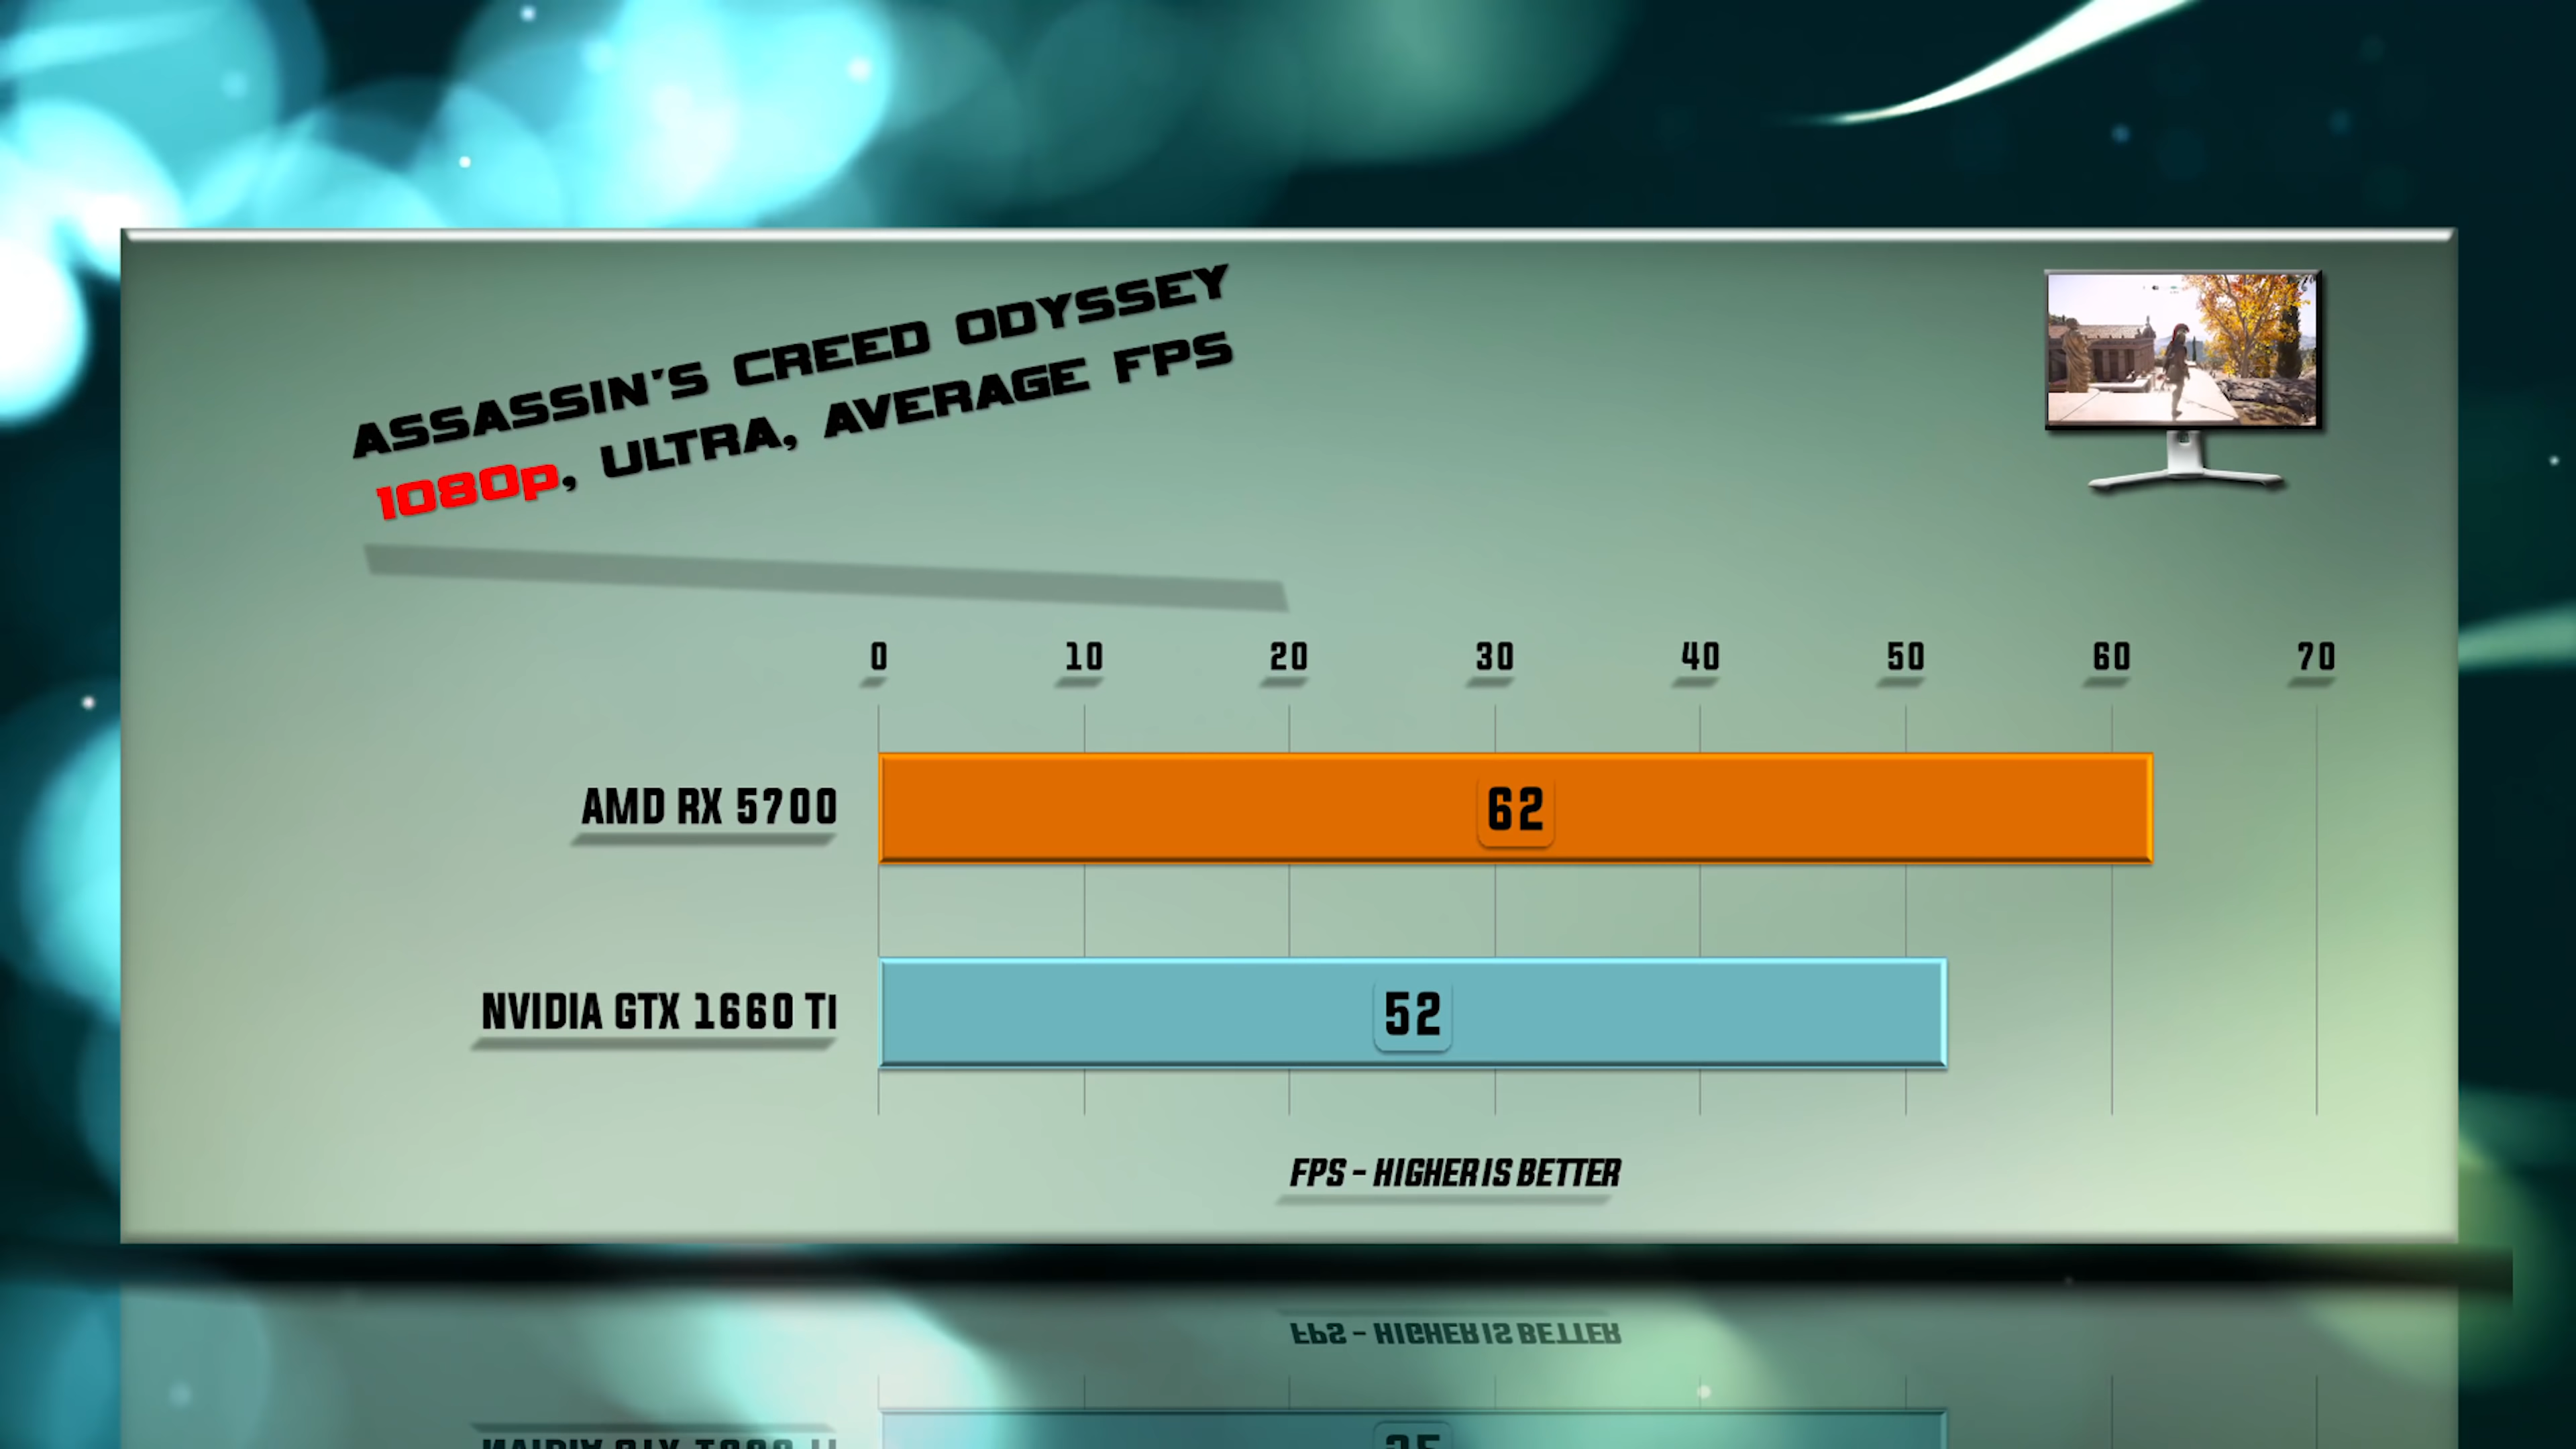 ASSASSIN'S CREED ODYSSEY
1080p, ULTRA, AVERAGE FPS
0 10 20 30 40 50 60 70
AMD RX 5700 62
NVIDIA GTX 1660 TI 52
FPS - HIGHER IS BETTER